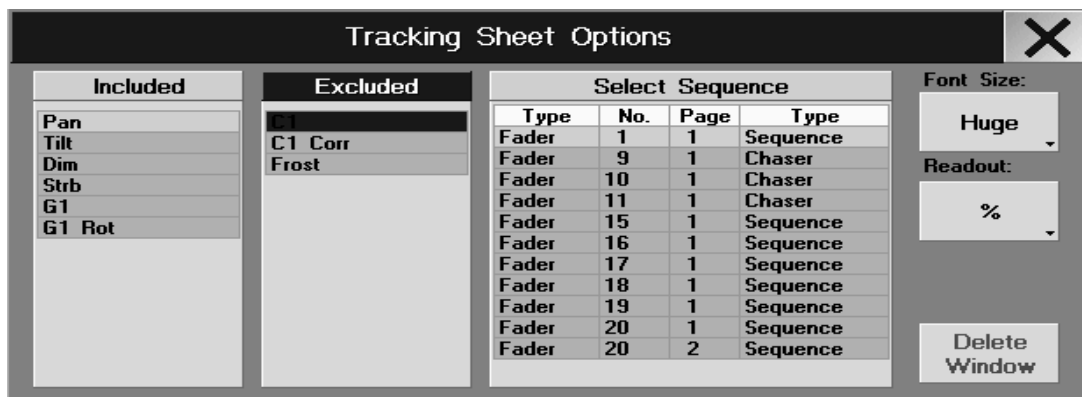 Tracking Sheet Options
Included
Pan
Tilt
Dim
Strb
G1
G1 Rot
Excluded
C1
C1 Corr
Frost
Select Sequence
Type No. Page Type
Fader 1 1 Sequence
Fader 9 1 Chaser
Fader 10 1 Chaser
Fader 11 1 Chaser
Fader 15 1 Sequence
Fader 16 1 Sequence
Fader 17 1 Sequence
Fader 18 1 Sequence
Fader 19 1 Sequence
Fader 20 1 Sequence
Fader 20 2 Sequence
Font Size:
Huge
Readout:
%
Delete
Window